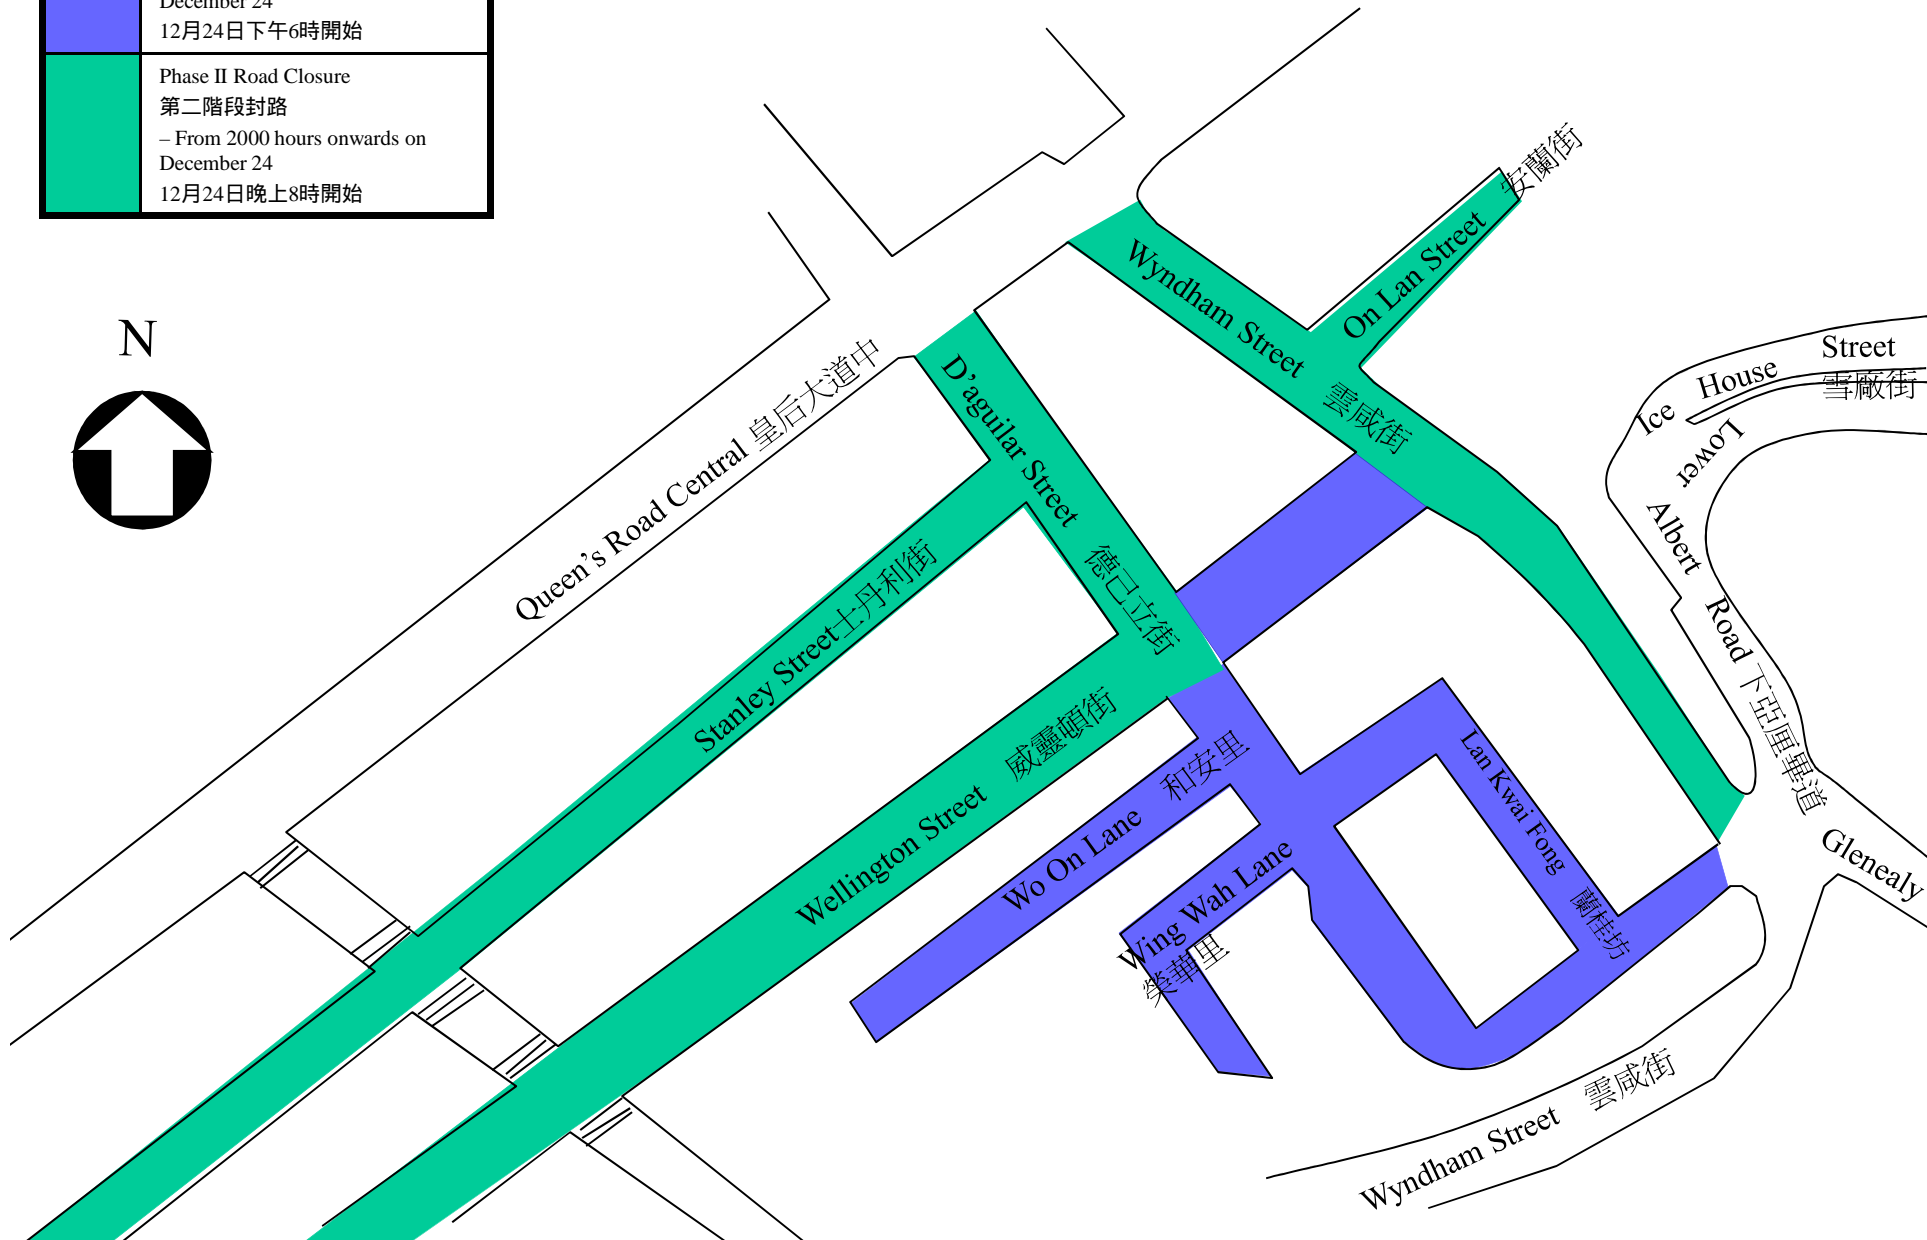 December 24
12月24日下午6時開始
Phase II Road Closure
第二階段封路
– From 2000 hours onwards on
December 24
12月24日晚上8時開始
N
安蘭街
On Lan Street
Wyndham Street 雲咸街
Ice House Street
雪廠街
Queen's Road Central 皇后大道中
D'aguilar Street 德己立街
Lower Albert Road 下亞厘畢道
Stanley Street士丹利街
Wellington Street 威靈頓街
Wo On Lane 和安里
Lan Kwai Fong 蘭桂坊
Wing Wah Lane
榮華里
Glenealy
Wyndham Street 雲咸街